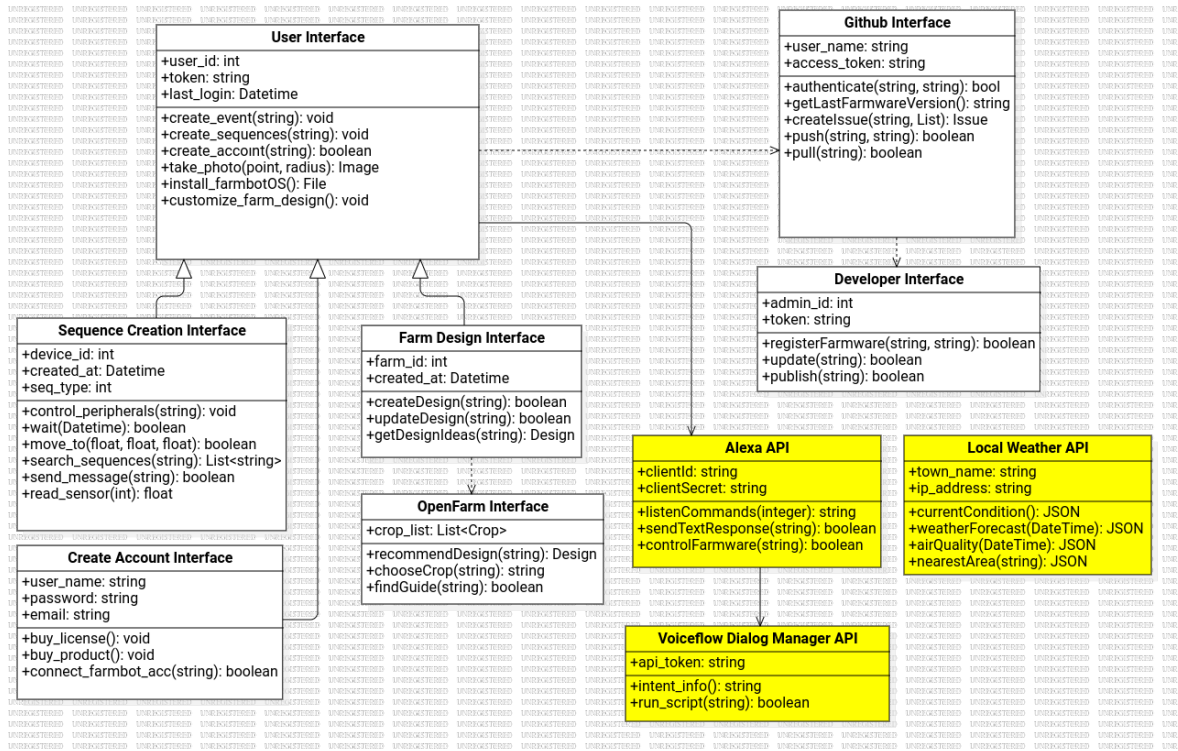 User Interface
+user_id: int
+token: string
+last_login: Datetime
+create_event(string): void
+create_sequences(string): void
+create_accont(string): boolean
+take_photo(point, radius): Image
+install_farmbotOS(): File
+customize_farm_design(): void
Github Interface
+user_name: string
+access_token: string
+authenticate(string, string): bool
+getLastFarmwareVersion(): string
+createIssue(string, List): Issue
+push(string, string): boolean
+pull(string): boolean
Developer Interface
+admin_id: int
+token: string
+registerFarmware(string, string): boolean
+update(string): boolean
+publish(string): boolean
Sequence Creation Interface
+device_id: int
+created_at: Datetime
+seq_type: int
+control_peripherals(string): void
+wait(Datetime): boolean
+move_to(float, float, float): boolean
+search_sequences(string): List<string>
+send_message(string): boolean
+read_sensor(int): float
Farm Design Interface
+farm_id: int
+created_at: Datetime
+createDesign(string): boolean
+updateDesign(string): boolean
+getDesignIdeas(string): Design
OpenFarm Interface
+crop_list: List<Crop>
+recommendDesign(string): Design
+chooseCrop(string): string
+findGuide(string): boolean
Create Account Interface
+user_name: string
+password: string
+email: string
+buy_license(): void
+buy_product(): void
+connect_farmbot_acc(string): boolean
Alexa API
+clientId: string
+clientSecret: string
+listenCommands(integer): string
+sendTextResponse(string): boolean
+controlFarmware(string): boolean
Local Weather API
+town_name: string
+ip_address: string
+currentCondition(): JSON
+weatherForecast(DateTime): JSON
+airQuality(DateTime): JSON
+nearestArea(string): JSON
Voiceflow Dialog Manager API
+api_token: string
+intent_info(): string
+run_script(string): boolean
UNREGISTERED